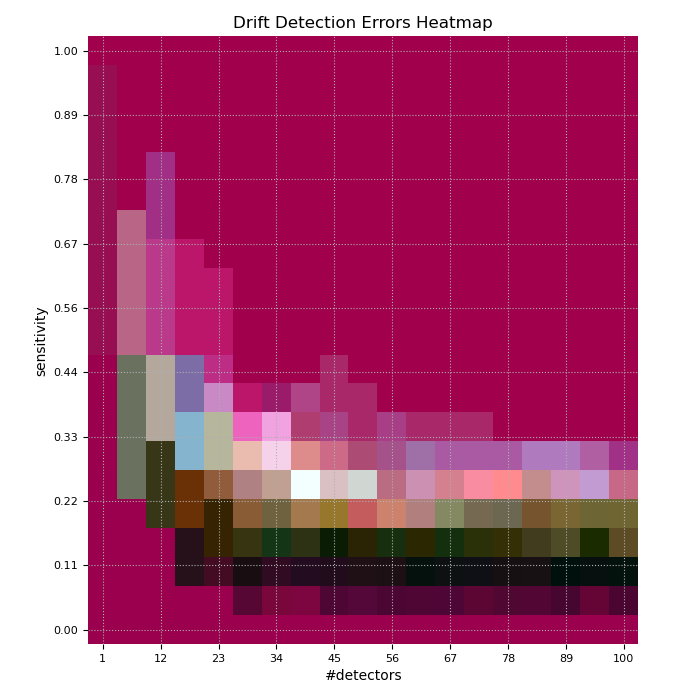 Drift Detection Errors Heatmap
1.00
0.89
0.78
0.67
0.56
0.44
0.33
0.22
0.11
0.00
sensitivity
1 12 23 34 45 56 67 78 89 100
#detectors